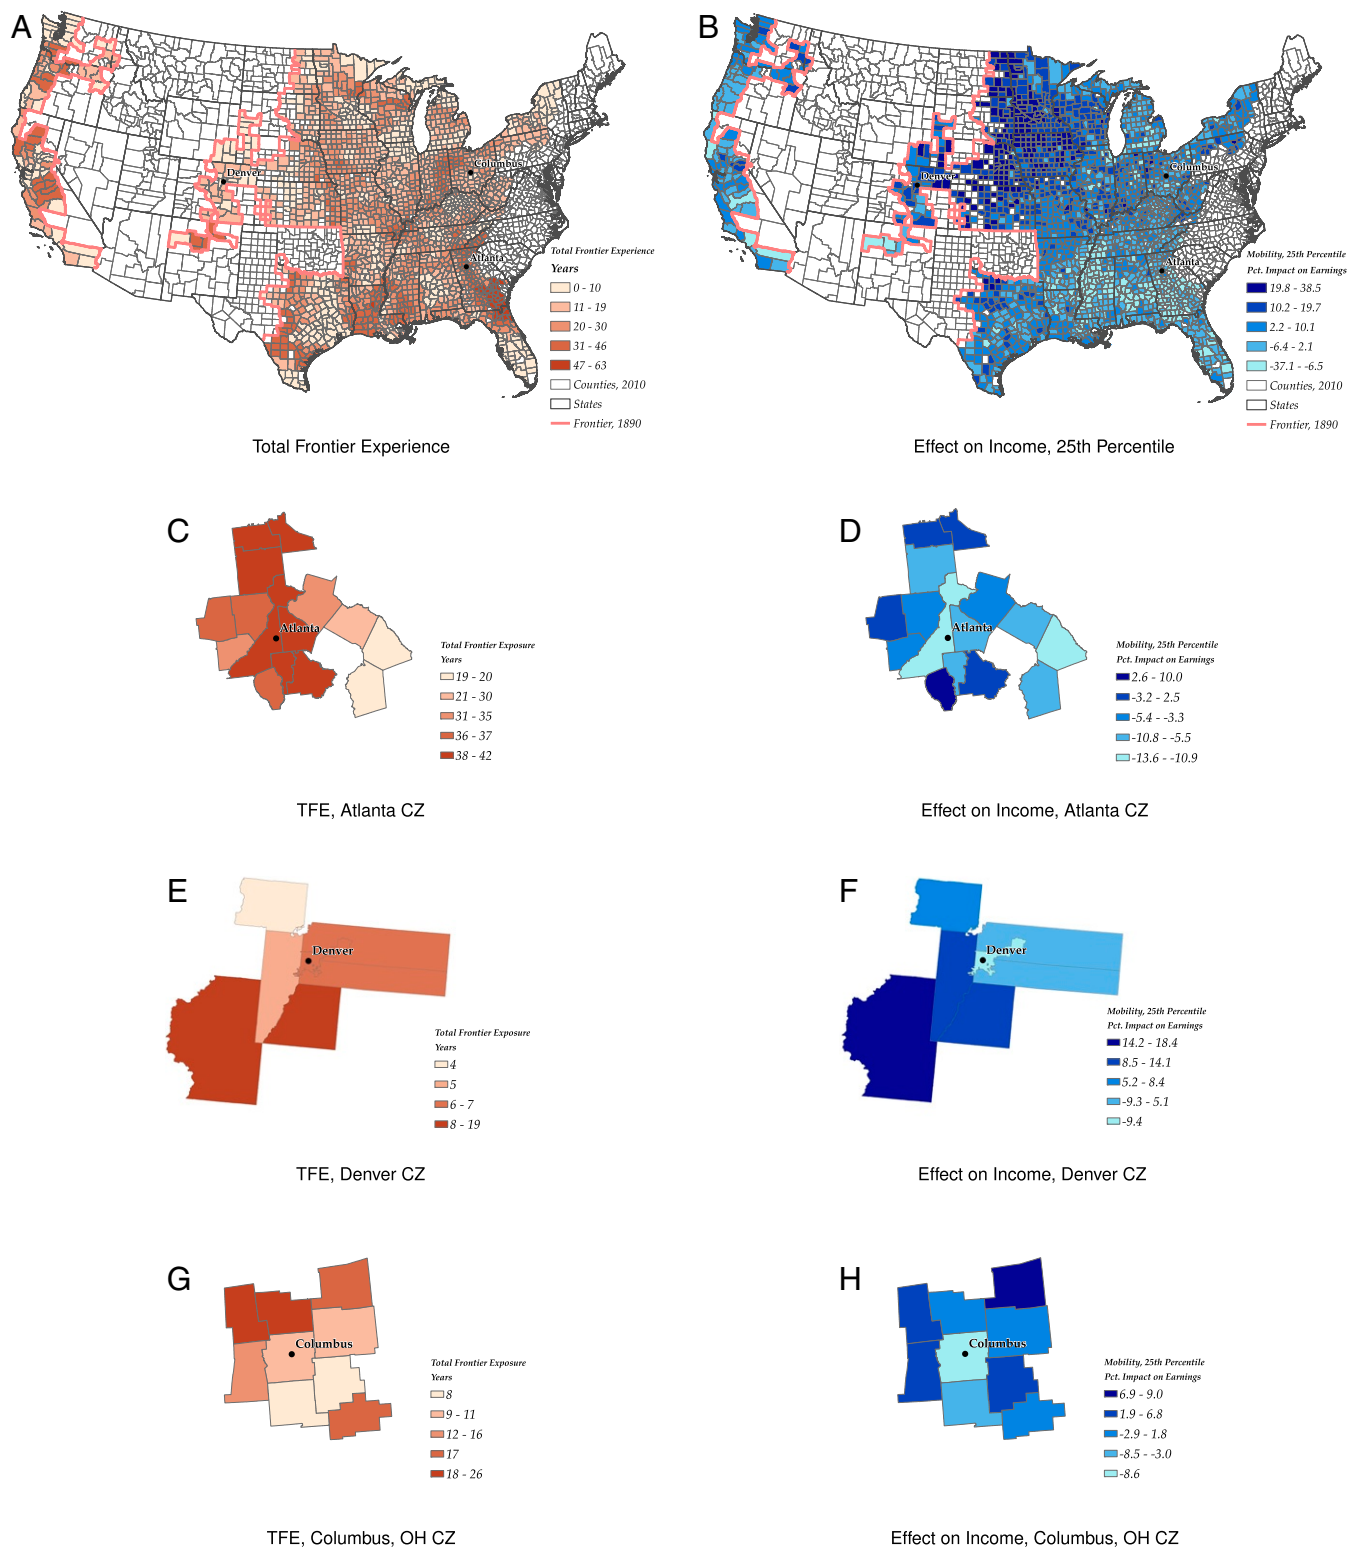 A
Columbus
Denver
Atlanta
Total Frontier Experience
Years
0 - 10
11 - 19
20 - 30
31 - 46
47 - 63
Counties, 2010
States
Frontier, 1890
Total Frontier Experience
B
Columbus
Denver
Atlanta
Mobility, 25th Percentile
Pct. Impact on Earnings
19.8 - 38.5
10.2 - 19.7
2.2 - 10.1
-6.4 - 2.1
-37.1 - -6.5
Counties, 2010
States
Frontier, 1890
Effect on Income, 25th Percentile
C
Atlanta
Total Frontier Exposure
Years
19 - 20
21 - 30
31 - 35
36 - 37
38 - 42
TFE, Atlanta CZ
D
Atlanta
Mobility, 25th Percentile
Pct. Impact on Earnings
2.6 - 10.0
-3.2 - 2.5
-5.4 - -3.3
-10.8 - -5.5
-13.6 - -10.9
Effect on Income, Atlanta CZ
E
Denver
Total Frontier Exposure
Years
4
5
6 - 7
8 - 19
TFE, Denver CZ
F
Denver
Mobility, 25th Percentile
Pct. Impact on Earnings
14.2 - 18.4
8.5 - 14.1
5.2 - 8.4
-9.3 - 5.1
-9.4
Effect on Income, Denver CZ
G
Columbus
Total Frontier Exposure
Years
8
9 - 11
12 - 16
17
18 - 26
TFE, Columbus, OH CZ
H
Columbus
Mobility, 25th Percentile
Pct. Impact on Earnings
6.9 - 9.0
1.9 - 6.8
-2.9 - 1.8
-8.5 - -3.0
-8.6
Effect on Income, Columbus, OH CZ